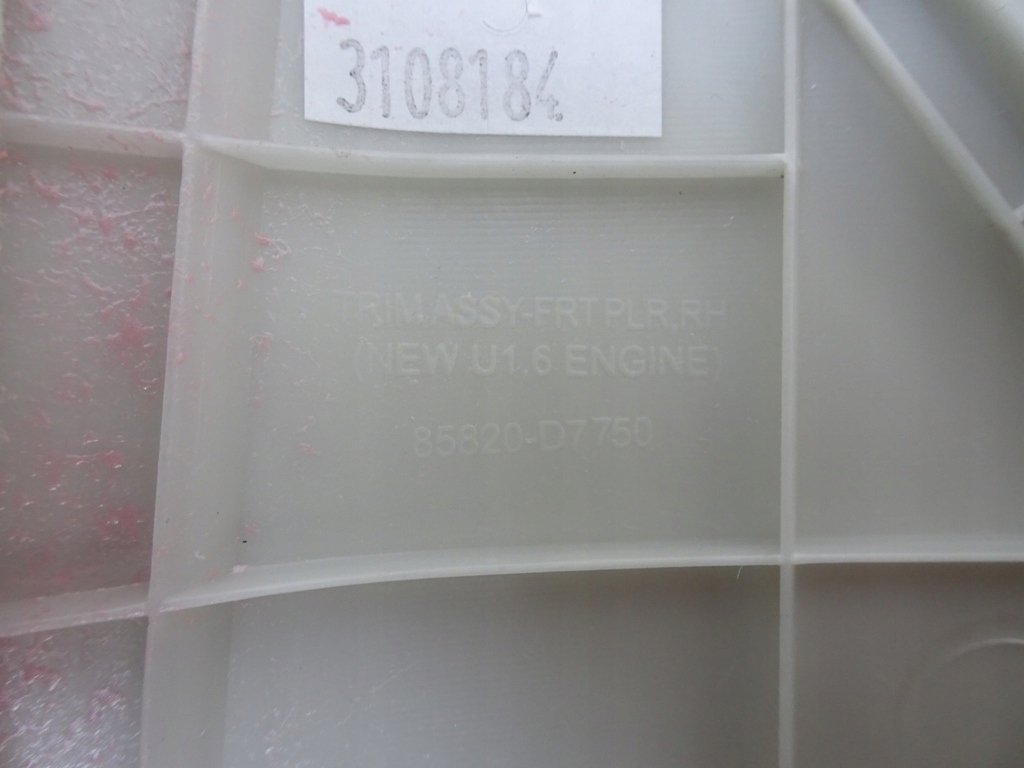 3108184
TRIM ASSY-FRT PLR,RH
(NEW U1.6 ENGINE)
85820-D7750